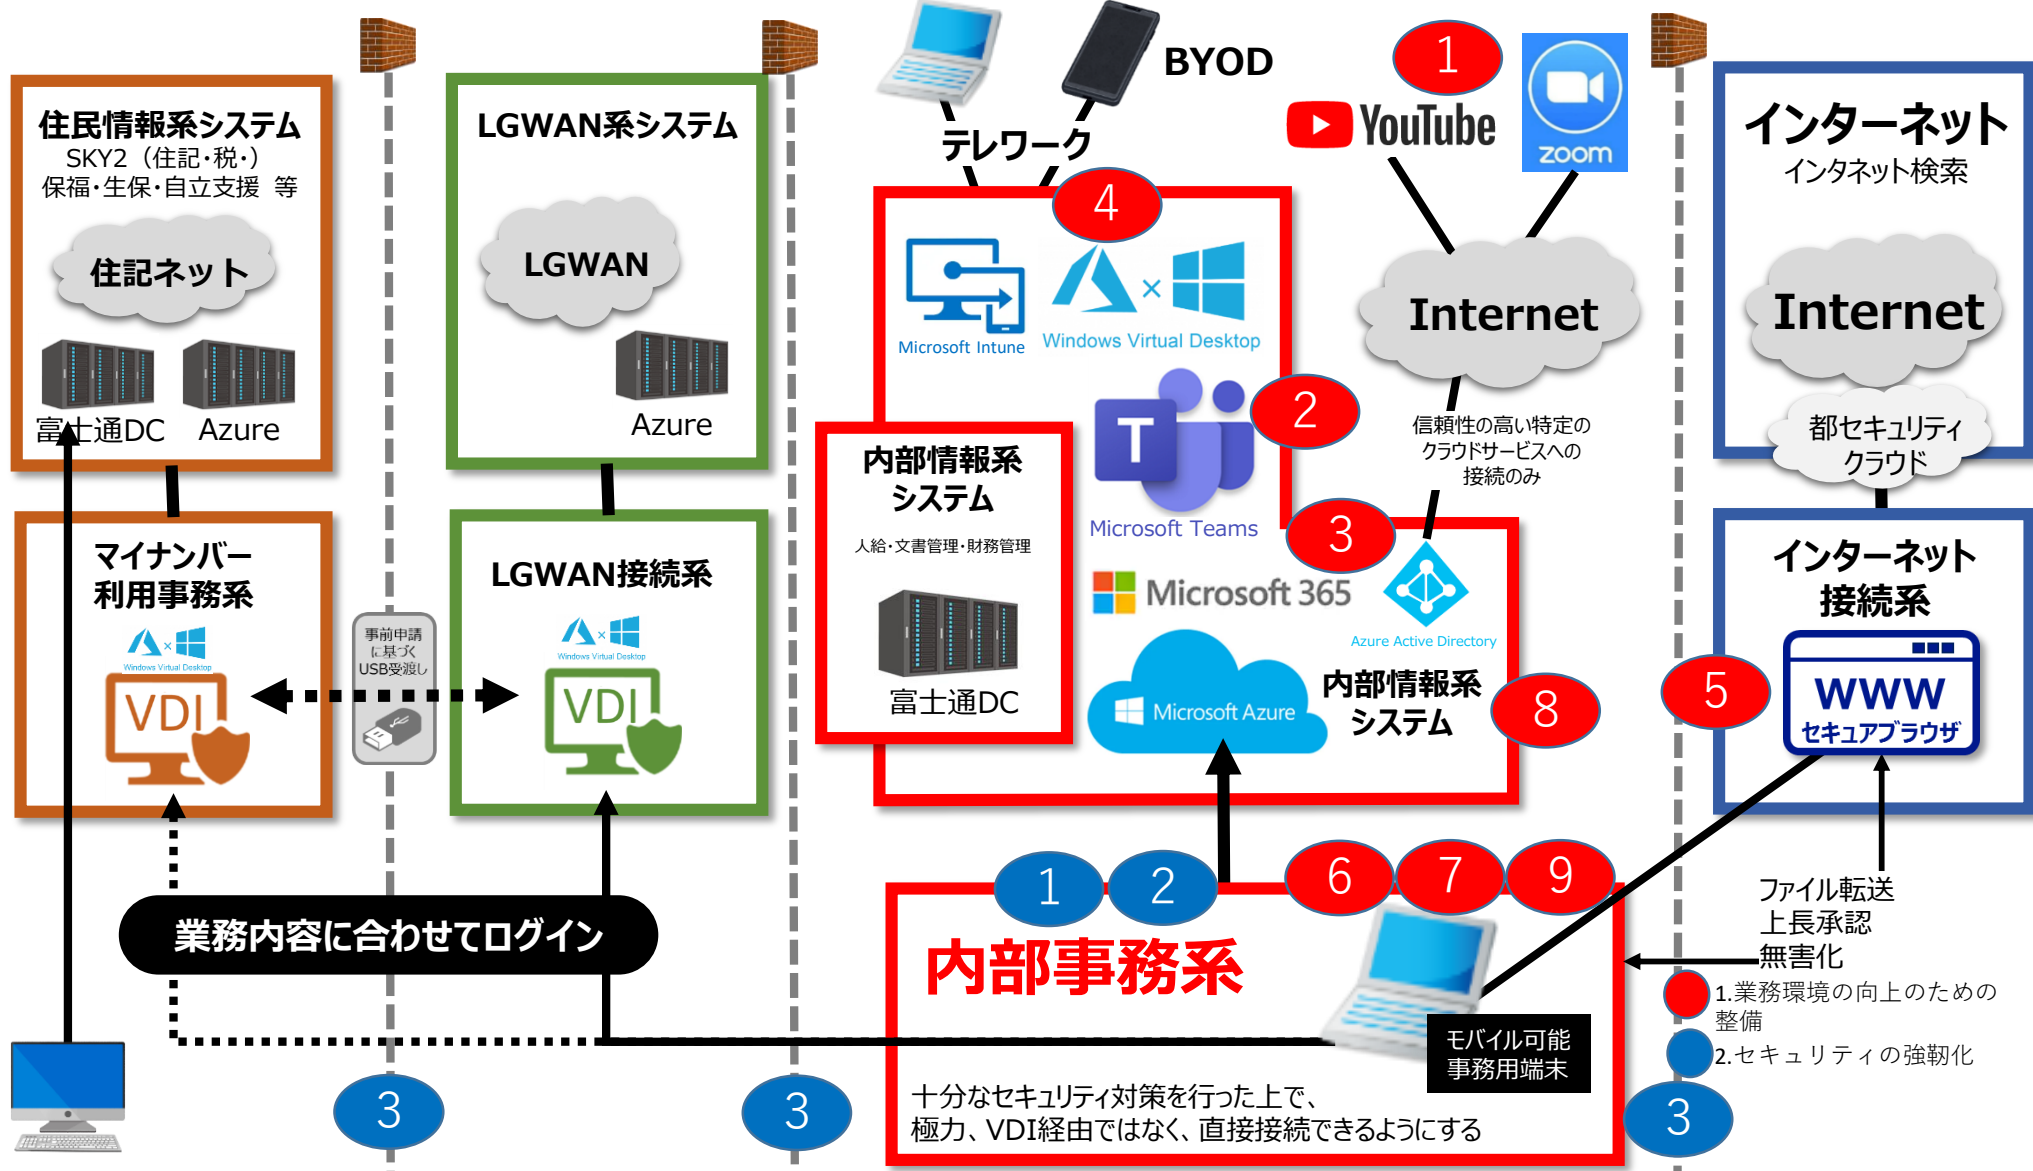 住民情報系システム
SKY2（住記・税・）
保福・生保・自立支援 等
住記ネット
富士通DC
Azure
マイナンバー
利用事務系
Windows Virtual Desktop
VDI
事前申請
に基づく
USB受渡し
LGWAN系システム
LGWAN
Azure
LGWAN接続系
Windows Virtual Desktop
VDI
業務内容に合わせてログイン
3
3
BYOD
テレワーク
4
Microsoft Intune
Windows Virtual Desktop
2
T
Microsoft Teams
内部情報系
システム
人給・文書管理・財務管理
富士通DC
3
Microsoft 365
Azure Active Directory
Microsoft Azure
内部情報系
システム
8
1
YouTube
zoom
Internet
信頼性の高い特定の
クラウドサービスへの
接続のみ
1
2
6
7
9
内部事務系
モバイル可能
事務用端末
十分なセキュリティ対策を行った上で、
極力、VDI経由ではなく、直接接続できるようにする
インターネット
インタネット検索
Internet
都セキュリティ
クラウド
インターネット
接続系
5
WWW
セキュアブラウザ
ファイル転送
上長承認
無害化
1.業務環境の向上のための
整備
2.セキュリティの強靭化
3